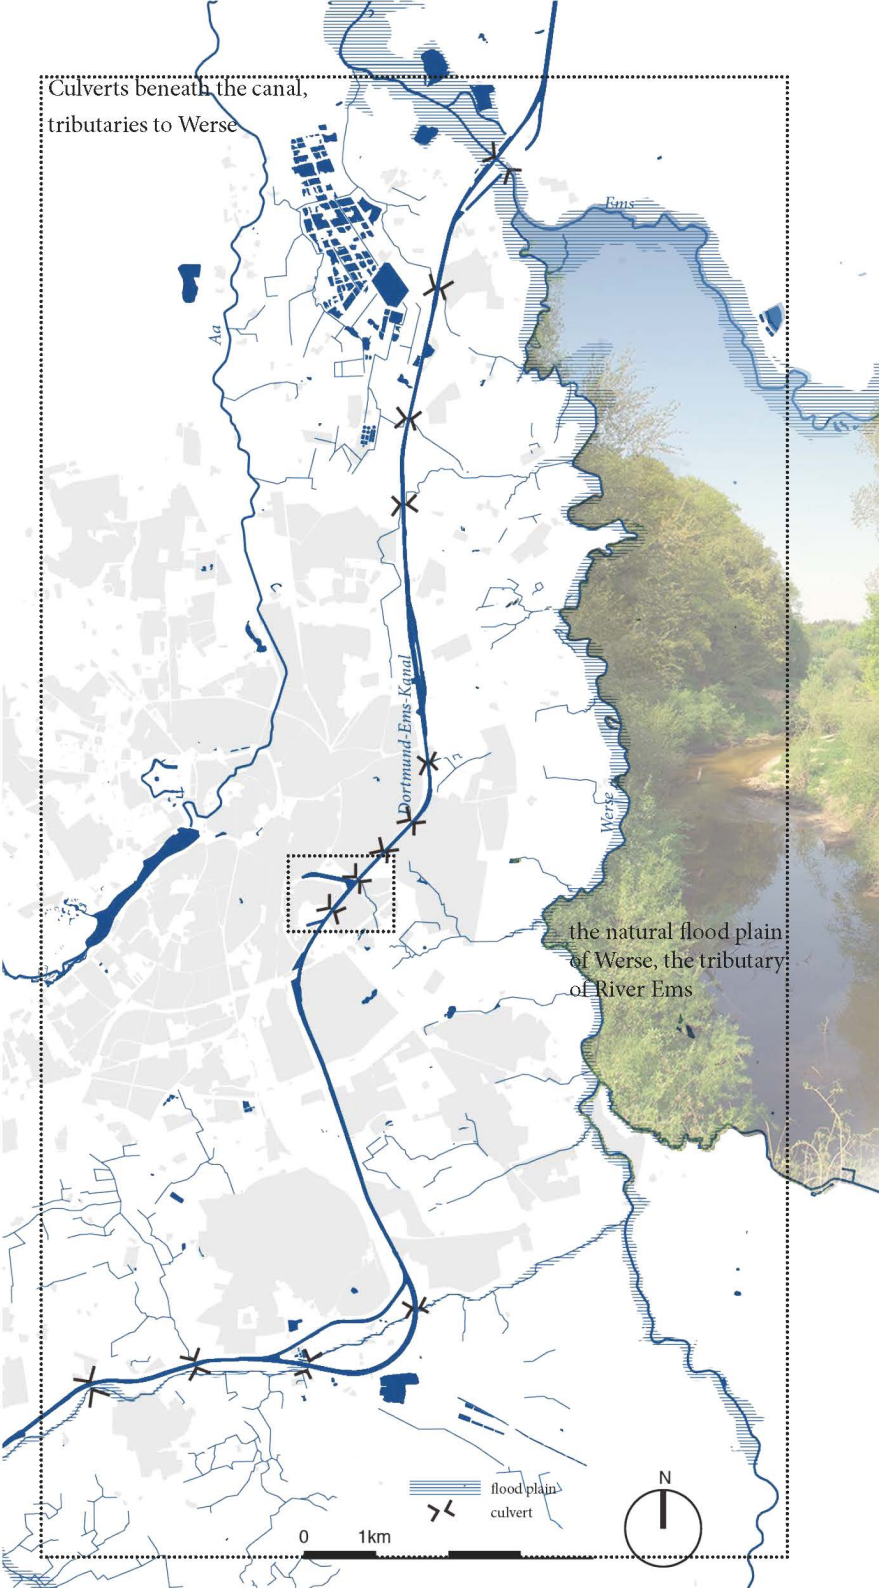 Culverts beneath the canal,
tributaries to Werse
Ems
Aa
Dortmund-Ems-Kanal
Werse
the natural flood plain
of Werse, the tributary
of River Ems
flood plain
culvert
N
0 1km